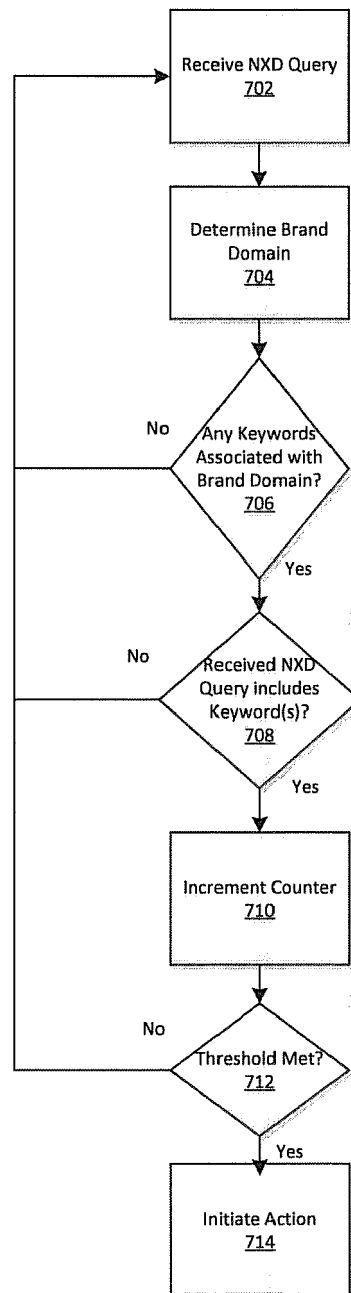 Receive NXD Query
702
Determine Brand
Domain
704
No
Any Keywords
Associated with
Brand Domain?
706
Yes
No
Received NXD
Query includes
Keyword(s)?
708
Yes
Increment Counter
710
No
Threshold Met?
712
Yes
Initiate Action
714